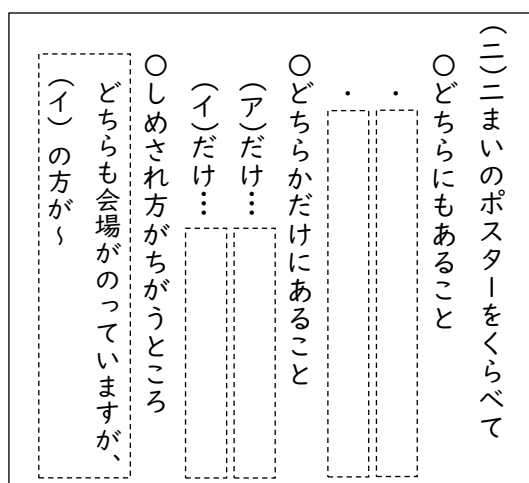 (二)二まいのポスターをくらべて
○どちらにもあること
・
・
○どちらかだけにあること
(ア)だけ…
(イ)だけ…
○しめされ方がちがうところ
どちらも会場がのっていますが、
(イ)の方が～